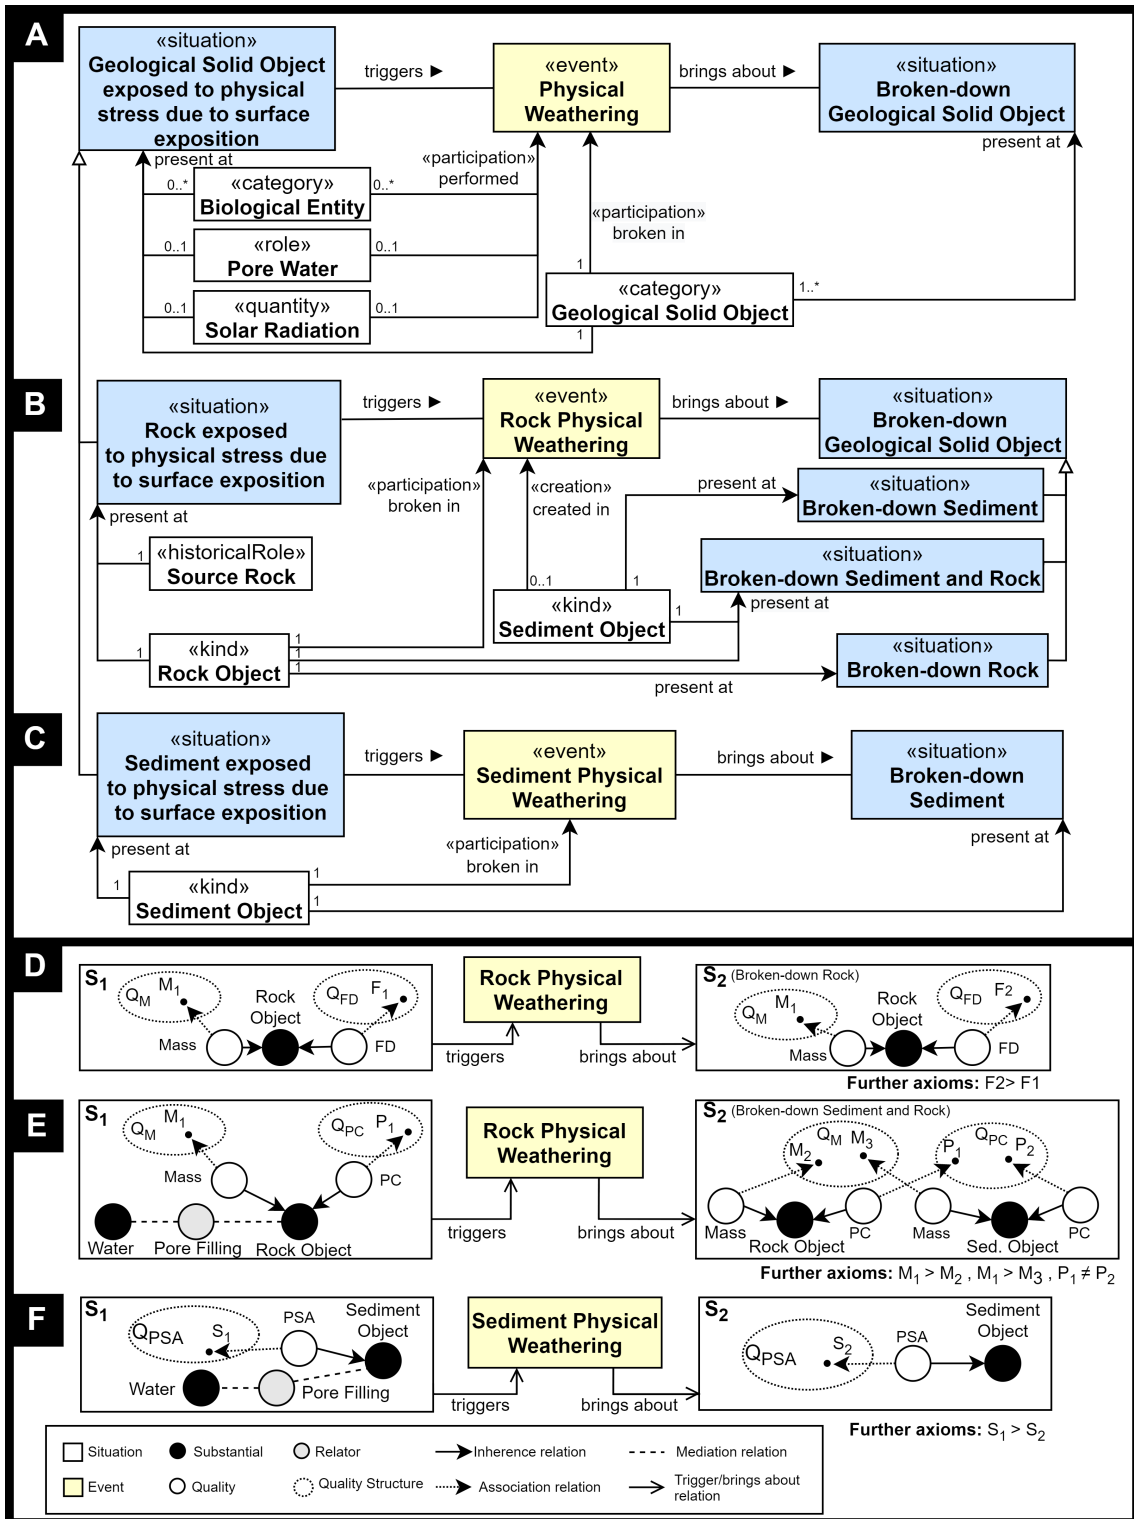 A
«situation»
Geological Solid Object
exposed to physical
stress due to surface
exposition
triggers ►
«event»
Physical
Weathering
brings about ►
«situation»
Broken-down
Geological Solid Object
present at
present at
0..*
«category»
Biological Entity
0..*
«participation»
performed
0..1
«role»
Pore Water
0..1
«participation»
broken in
0..1
«quantity»
Solar Radiation
0..1
1
«category»
Geological Solid Object
1..*
1
B
«situation»
Rock exposed
to physical stress due
to surface exposition
triggers ►
«event»
Rock Physical
Weathering
brings about ►
«situation»
Broken-down
Geological Solid Object
«participation»
broken in
«creation»
created in
present at
«situation»
Broken-down Sediment
present at
1
«historicalRole»
Source Rock
«situation»
Broken-down Sediment and Rock
0..1
1
«kind»
Sediment Object
1
present at
1
«kind»
Rock Object
1
1
1
«situation»
Broken-down Rock
present at
C
«situation»
Sediment exposed
to physical stress due
to surface exposition
triggers ►
«event»
Sediment Physical
Weathering
brings about ►
«situation»
Broken-down
Sediment
present at
«participation»
broken in
present at
1
«kind»
Sediment Object
1
1
D
S1
QM
M1
Rock
Object
QFD
F1
Mass
FD
triggers
Rock Physical
Weathering
brings about
S2 (Broken-down Rock)
QM
M1
Rock
Object
QFD
F2
Mass
FD
Further axioms: F2> F1
E
S1
QM
M1
QPC
P1
Mass
PC
Water
Pore Filling
Rock Object
triggers
Rock Physical
Weathering
brings about
S2 (Broken-down Sediment and Rock)
M2
QM
M3
P1
QPC
P2
Mass
Rock Object
PC
Mass
Sed. Object
PC
Further axioms: M1 > M2 , M1 > M3 , P1 ≠ P2
F
S1
QPSA
S1
PSA
Sediment
Object
Water
Pore Filling
triggers
Sediment Physical
Weathering
brings about
S2
QPSA
S2
PSA
Sediment
Object
Further axioms: S1 > S2
Situation
Substantial
Relator
Inherence relation
Mediation relation
Event
Quality
Quality Structure
Association relation
Trigger/brings about
relation